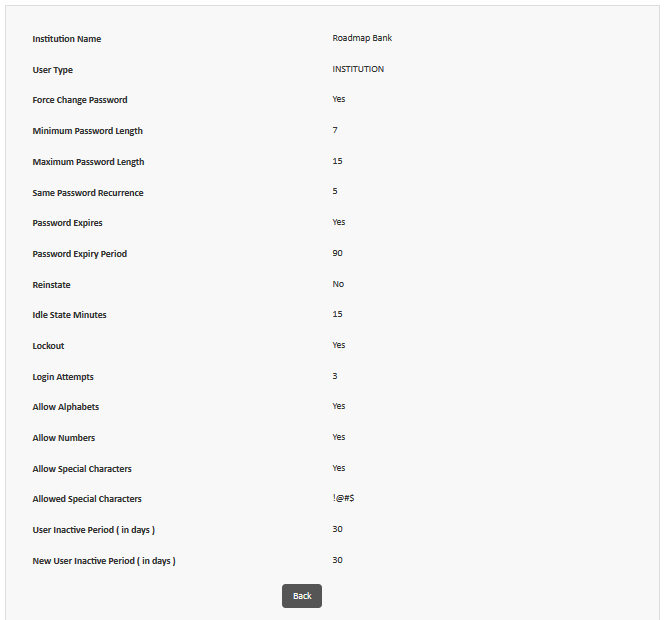 Institution Name Roadmap Bank
User Type INSTITUTION
Force Change Password Yes
Minimum Password Length 7
Maximum Password Length 15
Same Password Recurrence 5
Password Expires Yes
Password Expiry Period 90
Reinstate No
Idle State Minutes 15
Lockout Yes
Login Attempts 3
Allow Alphabets Yes
Allow Numbers Yes
Allow Special Characters Yes
Allowed Special Characters !@#$
User Inactive Period ( in days ) 30
New User Inactive Period ( in days ) 30
Back